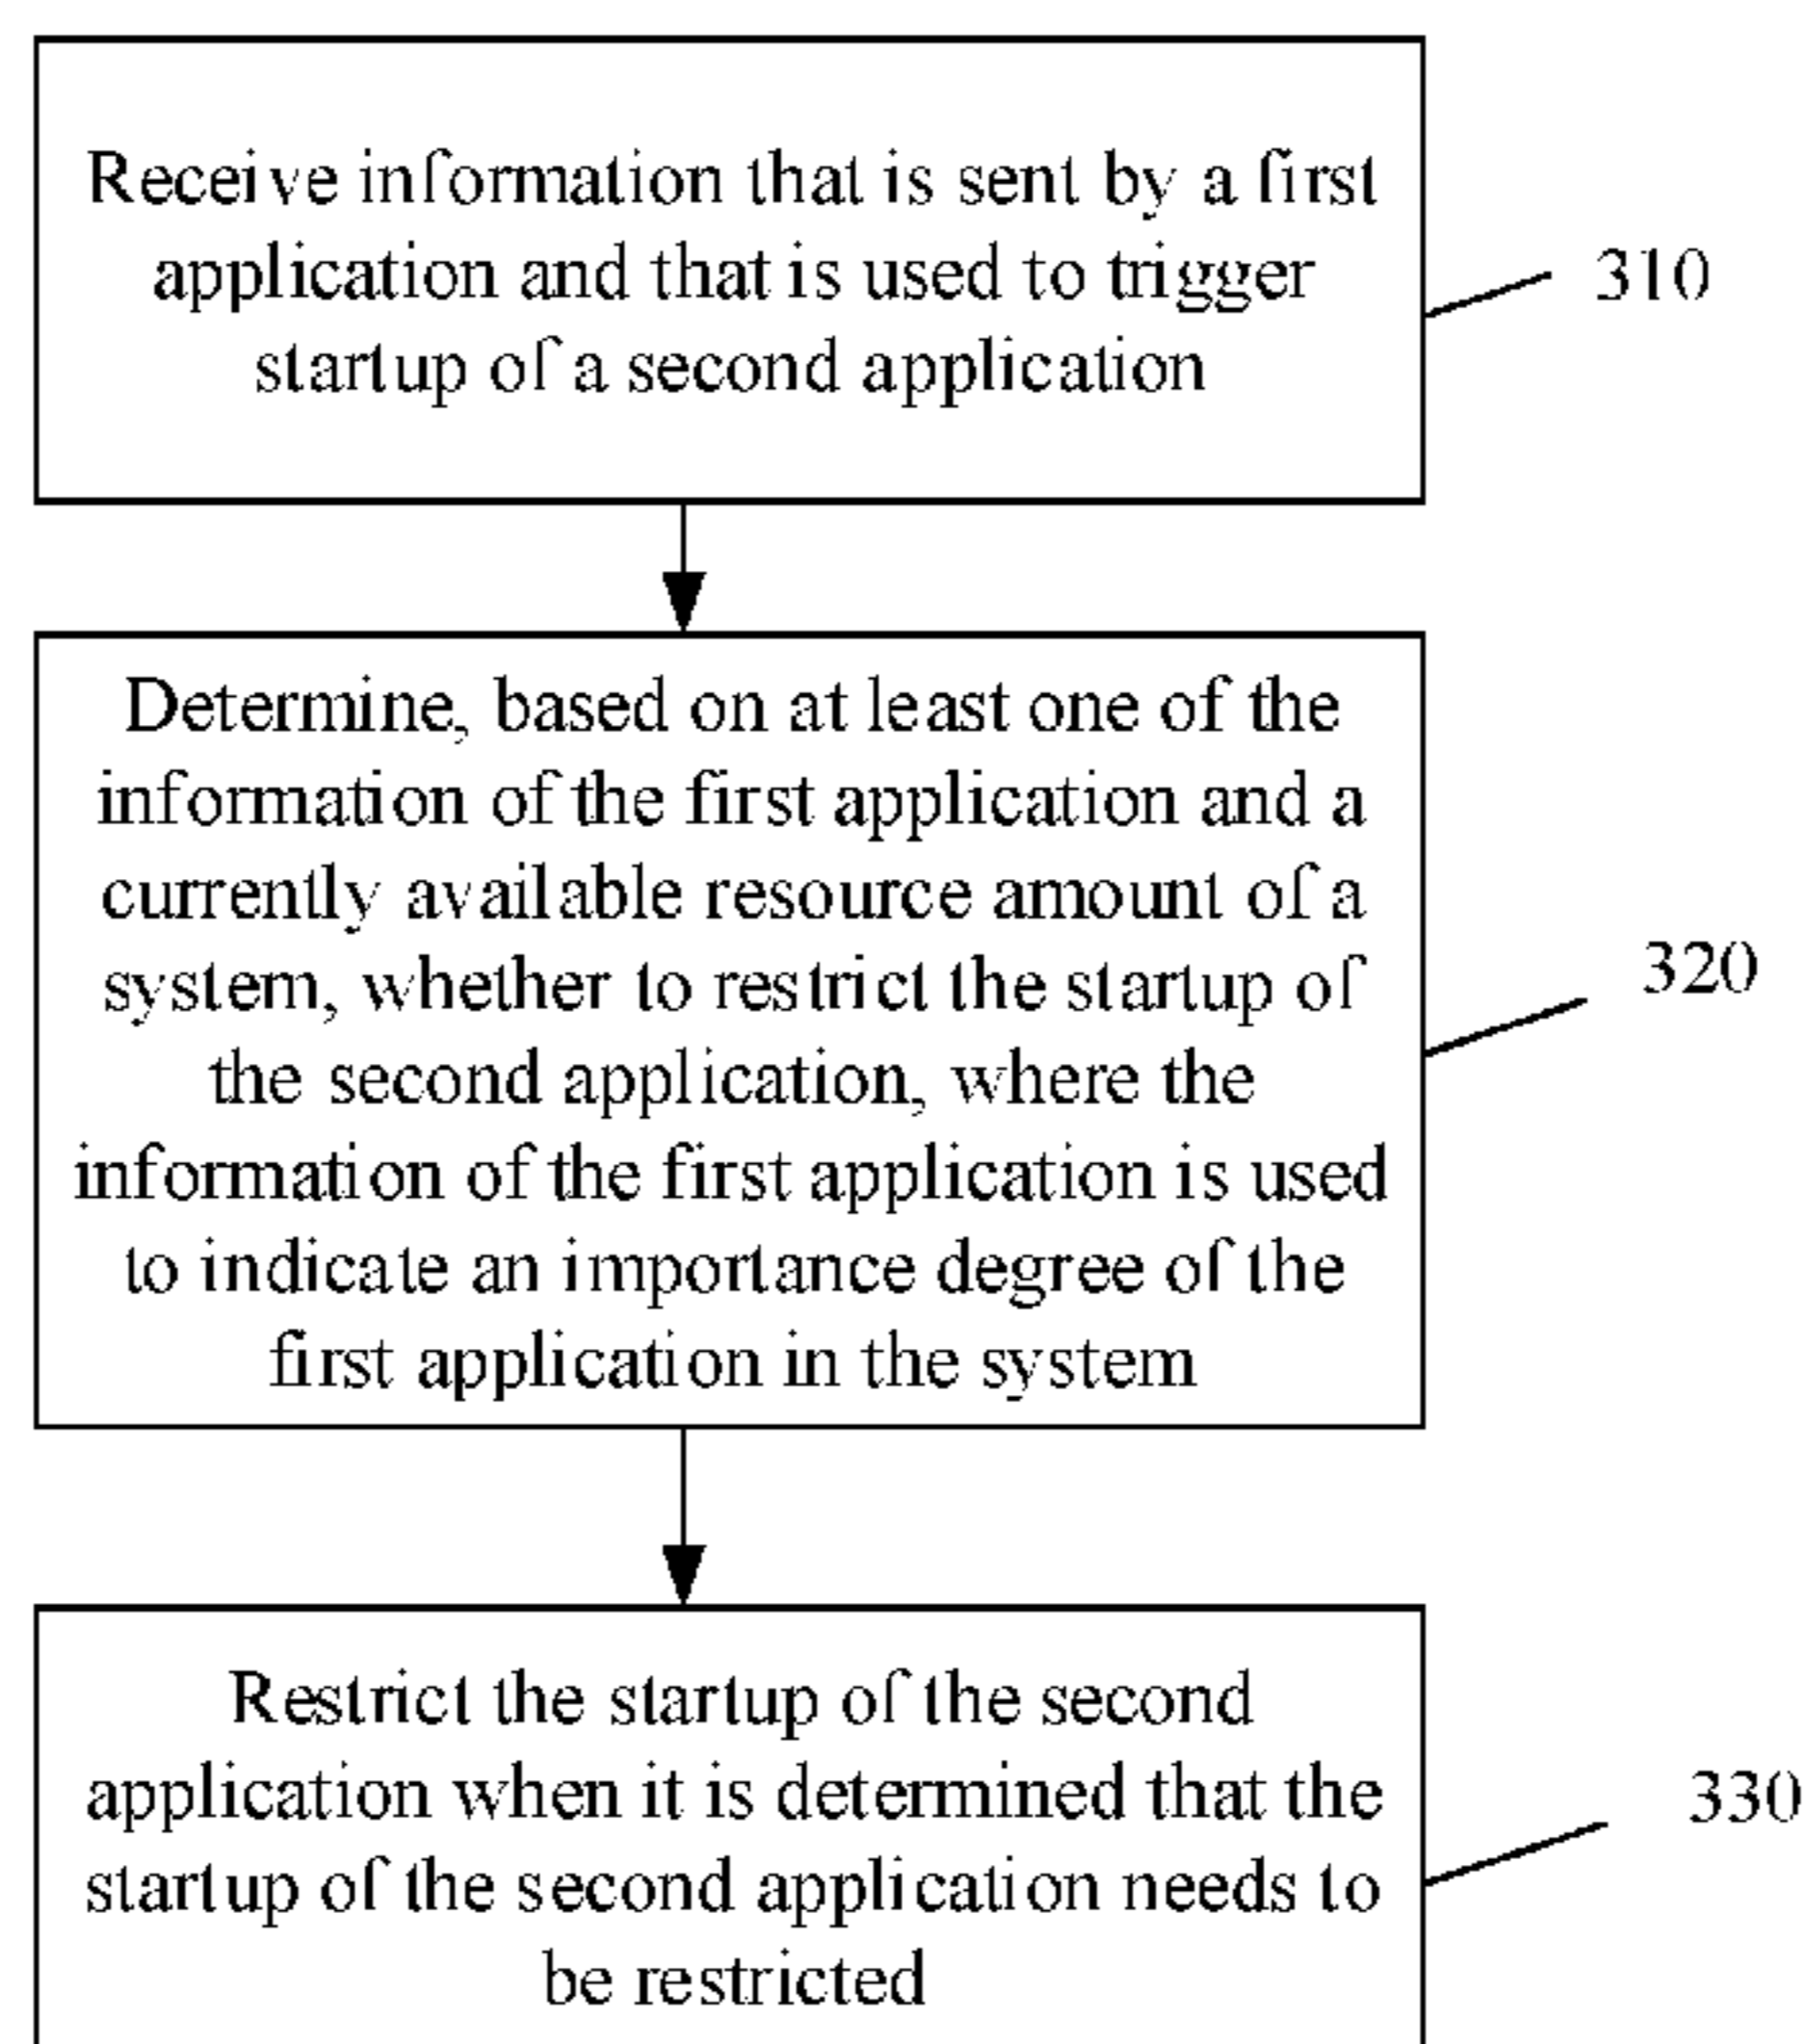 Receive information that is sent by a first
application and that is used to trigger
startup of a second application
310
Determine, based on at least one of the
information of the first application and a
currently available resource amount of a
system, whether to restrict the startup of
the second application, where the
information of the first application is used
to indicate an importance degree of the
first application in the system
320
Restrict the startup of the second
application when it is determined that the
startup of the second application needs to
be restricted
330